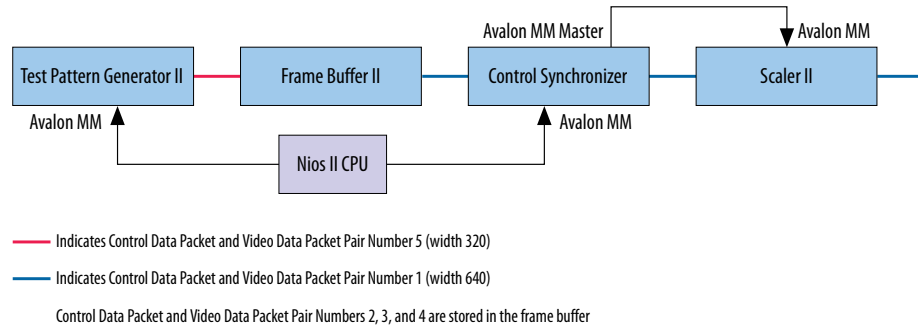 Avalon MM Master
Avalon MM
Test Pattern Generator II
Frame Buffer II
Control Synchronizer
Scaler II
Avalon MM
Avalon MM
Nios II CPU
Indicates Control Data Packet and Video Data Packet Pair Number 5 (width 320)
Indicates Control Data Packet and Video Data Packet Pair Number 1 (width 640)
Control Data Packet and Video Data Packet Pair Numbers 2, 3, and 4 are stored in the frame buffer